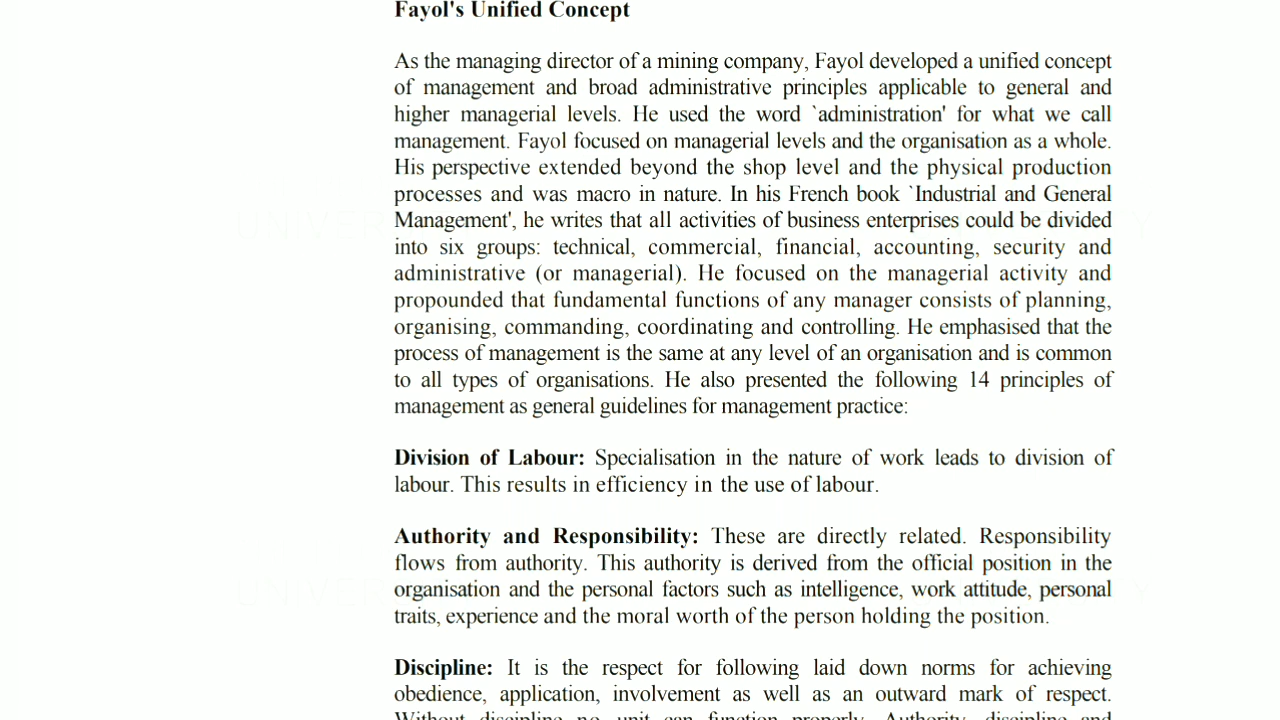 Fayol's Unified Concept
As the managing director of a mining company, Fayol developed a unified concept
of management and broad administrative principles applicable to general and
higher managerial levels. He used the word `administration' for what we call
management. Fayol focused on managerial levels and the organisation as a whole.
His perspective extended beyond the shop level and the physical production
processes and was macro in nature. In his French book `Industrial and General
Management', he writes that all activities of business enterprises could be divided
into six groups: technical, commercial, financial, accounting, security and
administrative (or managerial). He focused on the managerial activity and
propounded that fundamental functions of any manager consists of planning,
organising, commanding, coordinating and controlling. He emphasised that the
process of management is the same at any level of an organisation and is common
to all types of organisations. He also presented the following 14 principles of
management as general guidelines for management practice:
Division of Labour: Specialisation in the nature of work leads to division of
labour. This results in efficiency in the use of labour.
Authority and Responsibility: These are directly related. Responsibility
flows from authority. This authority is derived from the official position in the
organisation and the personal factors such as intelligence, work attitude, personal
traits, experience and the moral worth of the person holding the position.
Discipline: It is the respect for following laid down norms for achieving
obedience, application, involvement as well as an outward mark of respect.
Without discipline no unit can function properly. Authority, discipline and